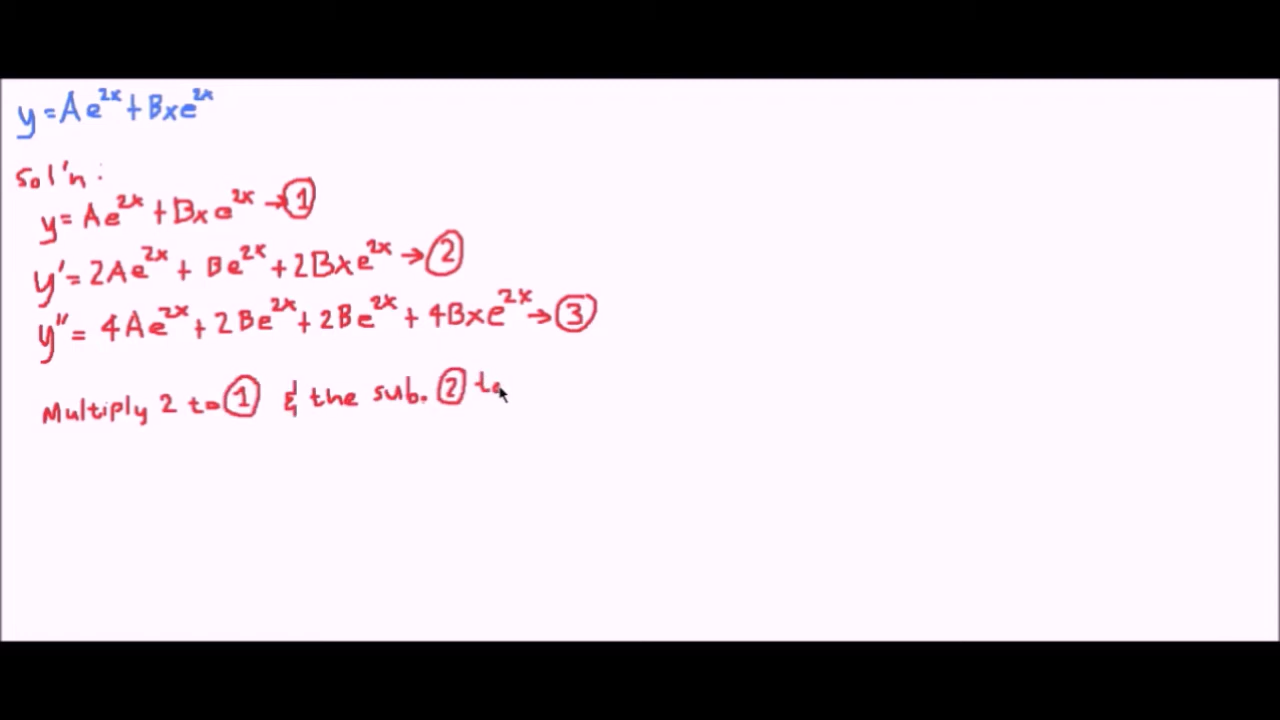 y = Ae^{2x} + Bxe^{2x}
Sol'n :
y = Ae^{2x} + Bxe^{2x} → ①
y' = 2Ae^{2x} + Be^{2x} + 2Bxe^{2x} → ②
y'' = 4Ae^{2x} + 2Be^{2x} + 2Be^{2x} + 4Bxe^{2x} → ③
Multiply 2 to ① & the sub. ② to